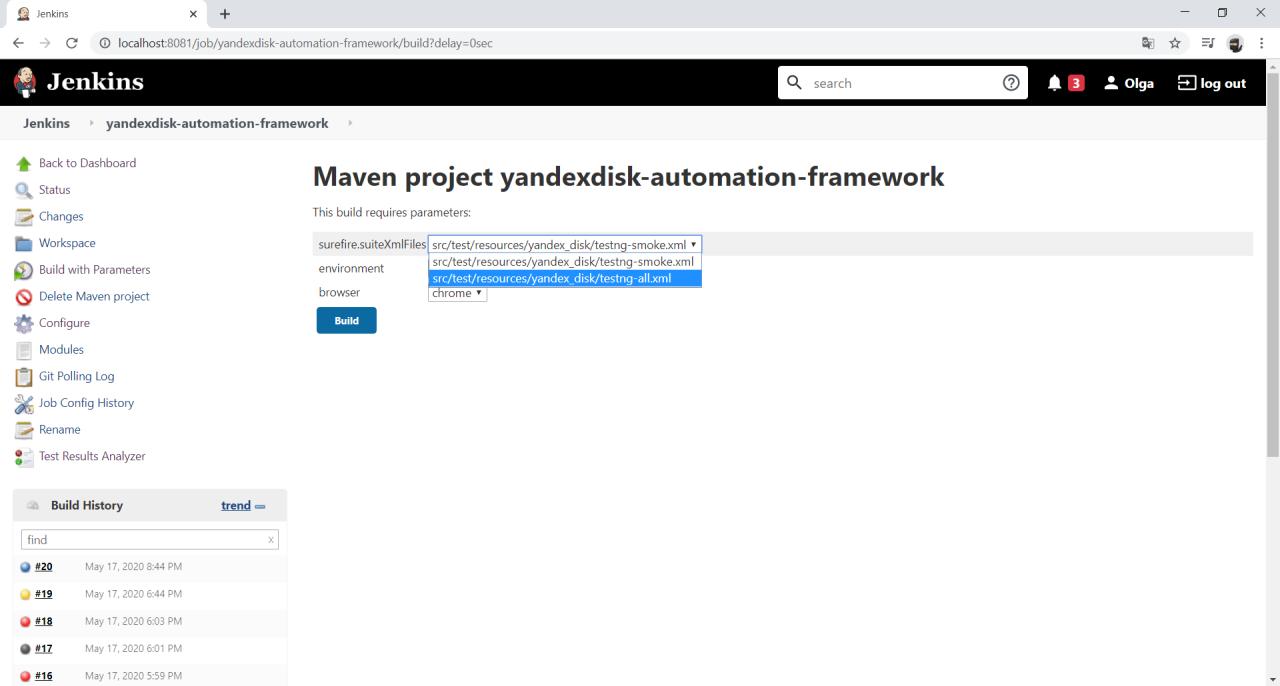 Jenkins
localhost:8081/job/yandexdisk-automation-framework/build?delay=0sec
Jenkins
search
3
Olga
log out
Jenkins
yandexdisk-automation-framework
Back to Dashboard
Status
Changes
Workspace
Build with Parameters
Delete Maven project
Configure
Modules
Git Polling Log
Job Config History
Rename
Test Results Analyzer
Maven project yandexdisk-automation-framework
This build requires parameters:
surefire.suiteXmlFiles src/test/resources/yandex_disk/testng-smoke.xml
src/test/resources/yandex_disk/testng-smoke.xml
environment
src/test/resources/yandex_disk/testng-all.xml
browser chrome
Build
Build History trend
find x
#20 May 17, 2020 8:44 PM
#19 May 17, 2020 6:44 PM
#18 May 17, 2020 6:03 PM
#17 May 17, 2020 6:01 PM
#16 May 17, 2020 5:59 PM